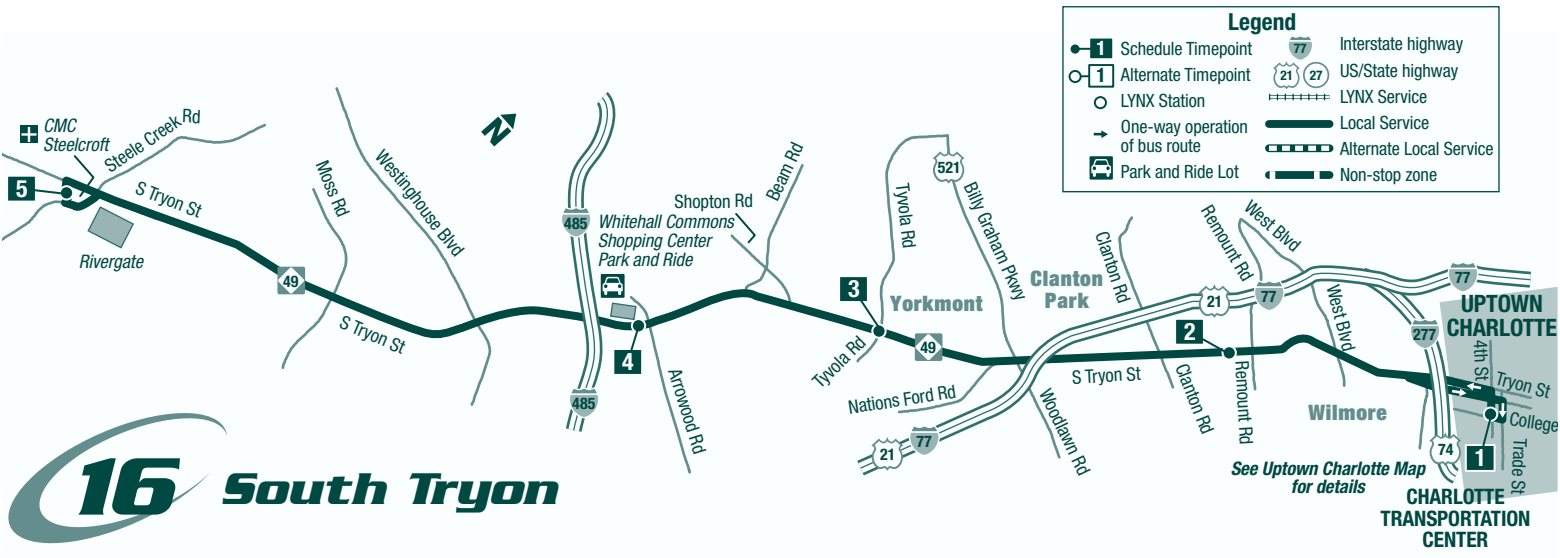 Legend
1 Schedule Timepoint
1 Alternate Timepoint
LYNX Station
One-way operation
of bus route
Park and Ride Lot
77 Interstate highway
21 27 US/State highway
LYNX Service
Local Service
Alternate Local Service
Non-stop zone
CMC
Steelcroft
Steele Creek Rd
5
S Tryon St
Rivergate
49
Moss Rd
Westinghouse Blvd
S Tryon St
N
485
Whitehall Commons
Shopping Center
Park and Ride
4
485
Arrowood Rd
Shopton Rd
Beam Rd
3
Tyvola Rd
Tyvola Rd
Yorkmont
49
521
Billy Graham Pkwy
Nations Ford Rd
21
77
Woodlawn Rd
Clanton
Park
Clanton Rd
S Tryon St
Clanton Rd
21
77
2
Remount Rd
Remount Rd
West Blvd
West Blvd
Wilmore
77
277
UPTOWN
CHARLOTTE
4th St
Tryon St
College
Trade St
74
1
See Uptown Charlotte Map
for details
CHARLOTTE
TRANSPORTATION
CENTER
16 South Tryon